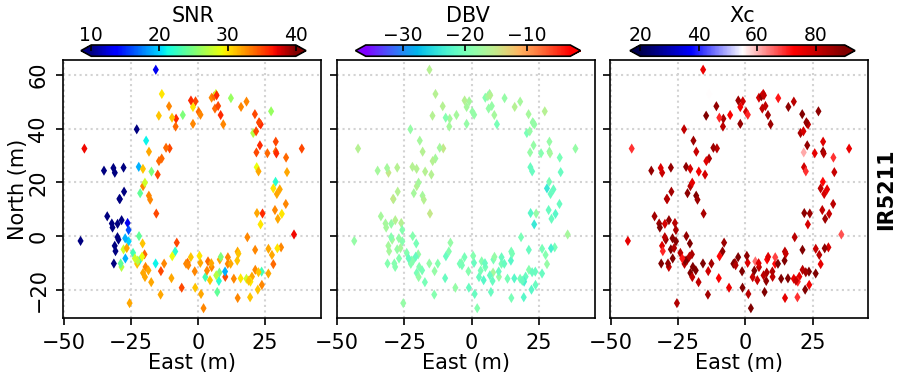 SNR DBV Xc
10 20 30 40 −30 −20 −10 20 40 60 80
60
40
20
0
−20
North (m)
IR5211
−50 −25 0 25 −50 −25 0 25 −50 −25 0 25
East (m) East (m) East (m)